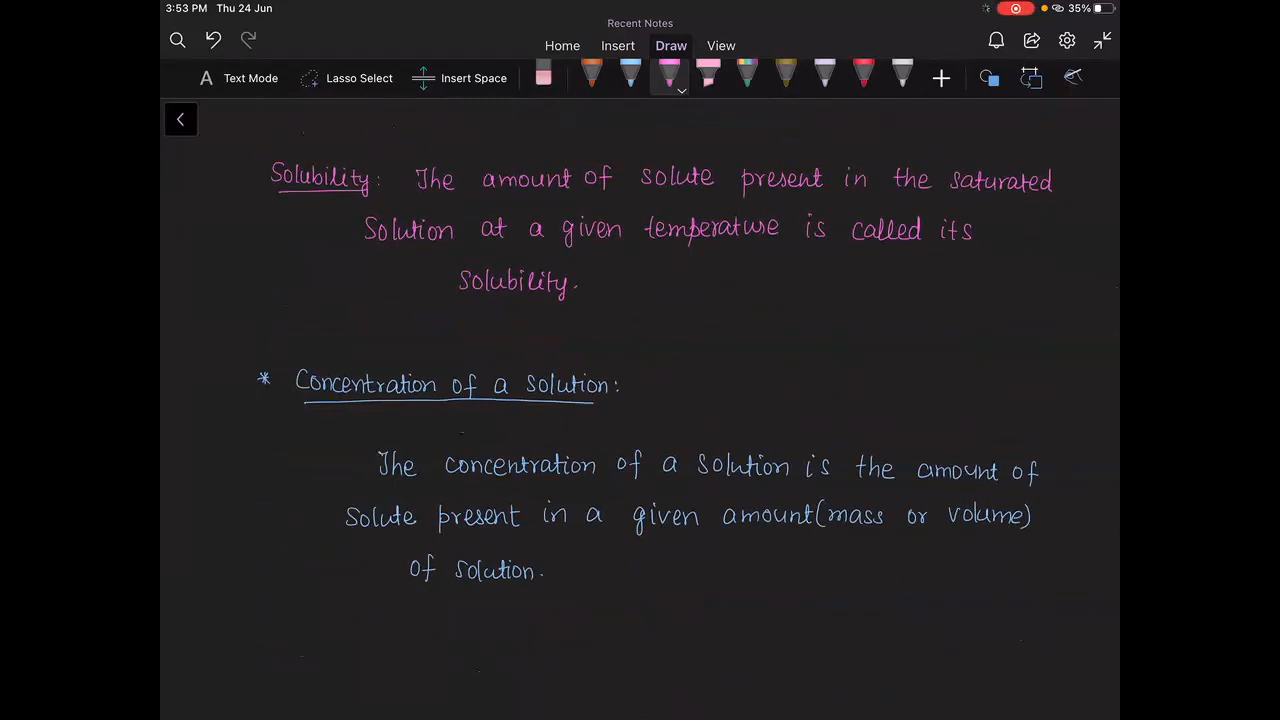 3:53 PM Thu 24 Jun 35%
Recent Notes
Home Insert Draw View
Text Mode Lasso Select Insert Space
Solubility: The amount of solute present in the saturated
Solution at a given temperature is called its
solubility.
* Concentration of a solution:
The concentration of a solution is the amount of
solute present in a given amount(mass or volume)
of solution.